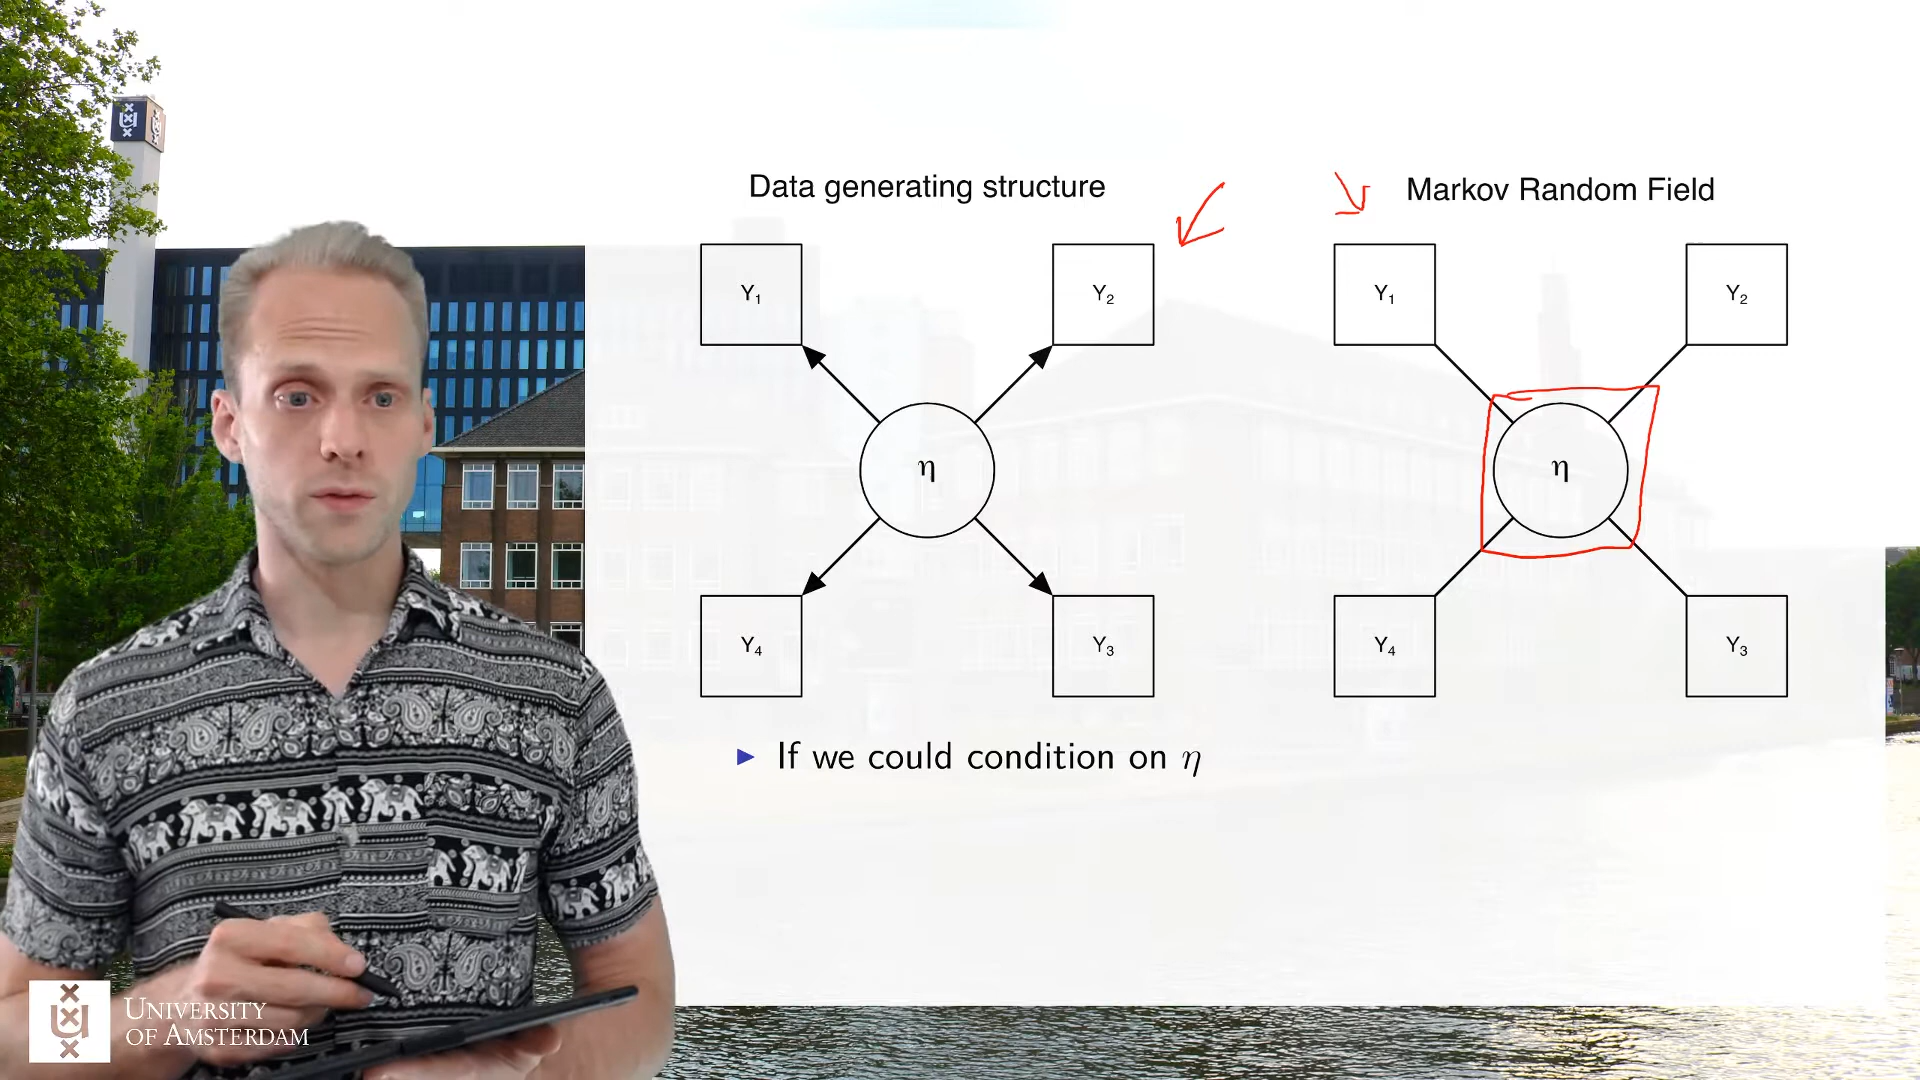 Data generating structure
Markov Random Field
Y1
Y2
Y1
Y2
η
η
Y4
Y3
Y4
Y3
If we could condition on η
UNIVERSITY
OF AMSTERDAM